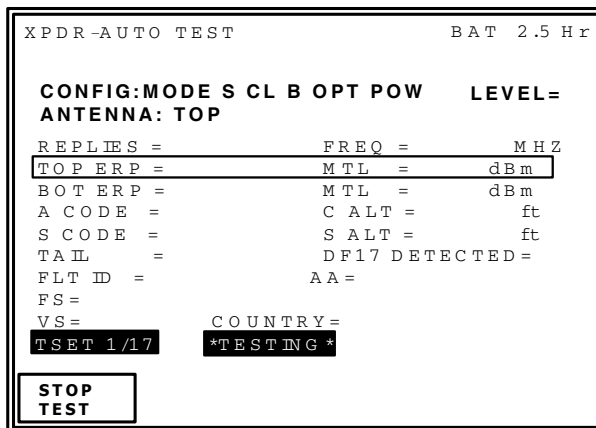 XPDR-AUTO TEST BAT 2.5 Hr
CONFIG:MODE S CL B OPT POW LEVEL=
ANTENNA: TOP
REPLIES = FREQ = MHZ
TOP ERP = MTL = dBm
BOT ERP = MTL = dBm
A CODE = C ALT = ft
S CODE = S ALT = ft
TAIL = DF17 DETECTED=
FLT ID = AA=
FS=
VS= COUNTRY=
TSET 1/17 *TESTING*
STOP
TEST